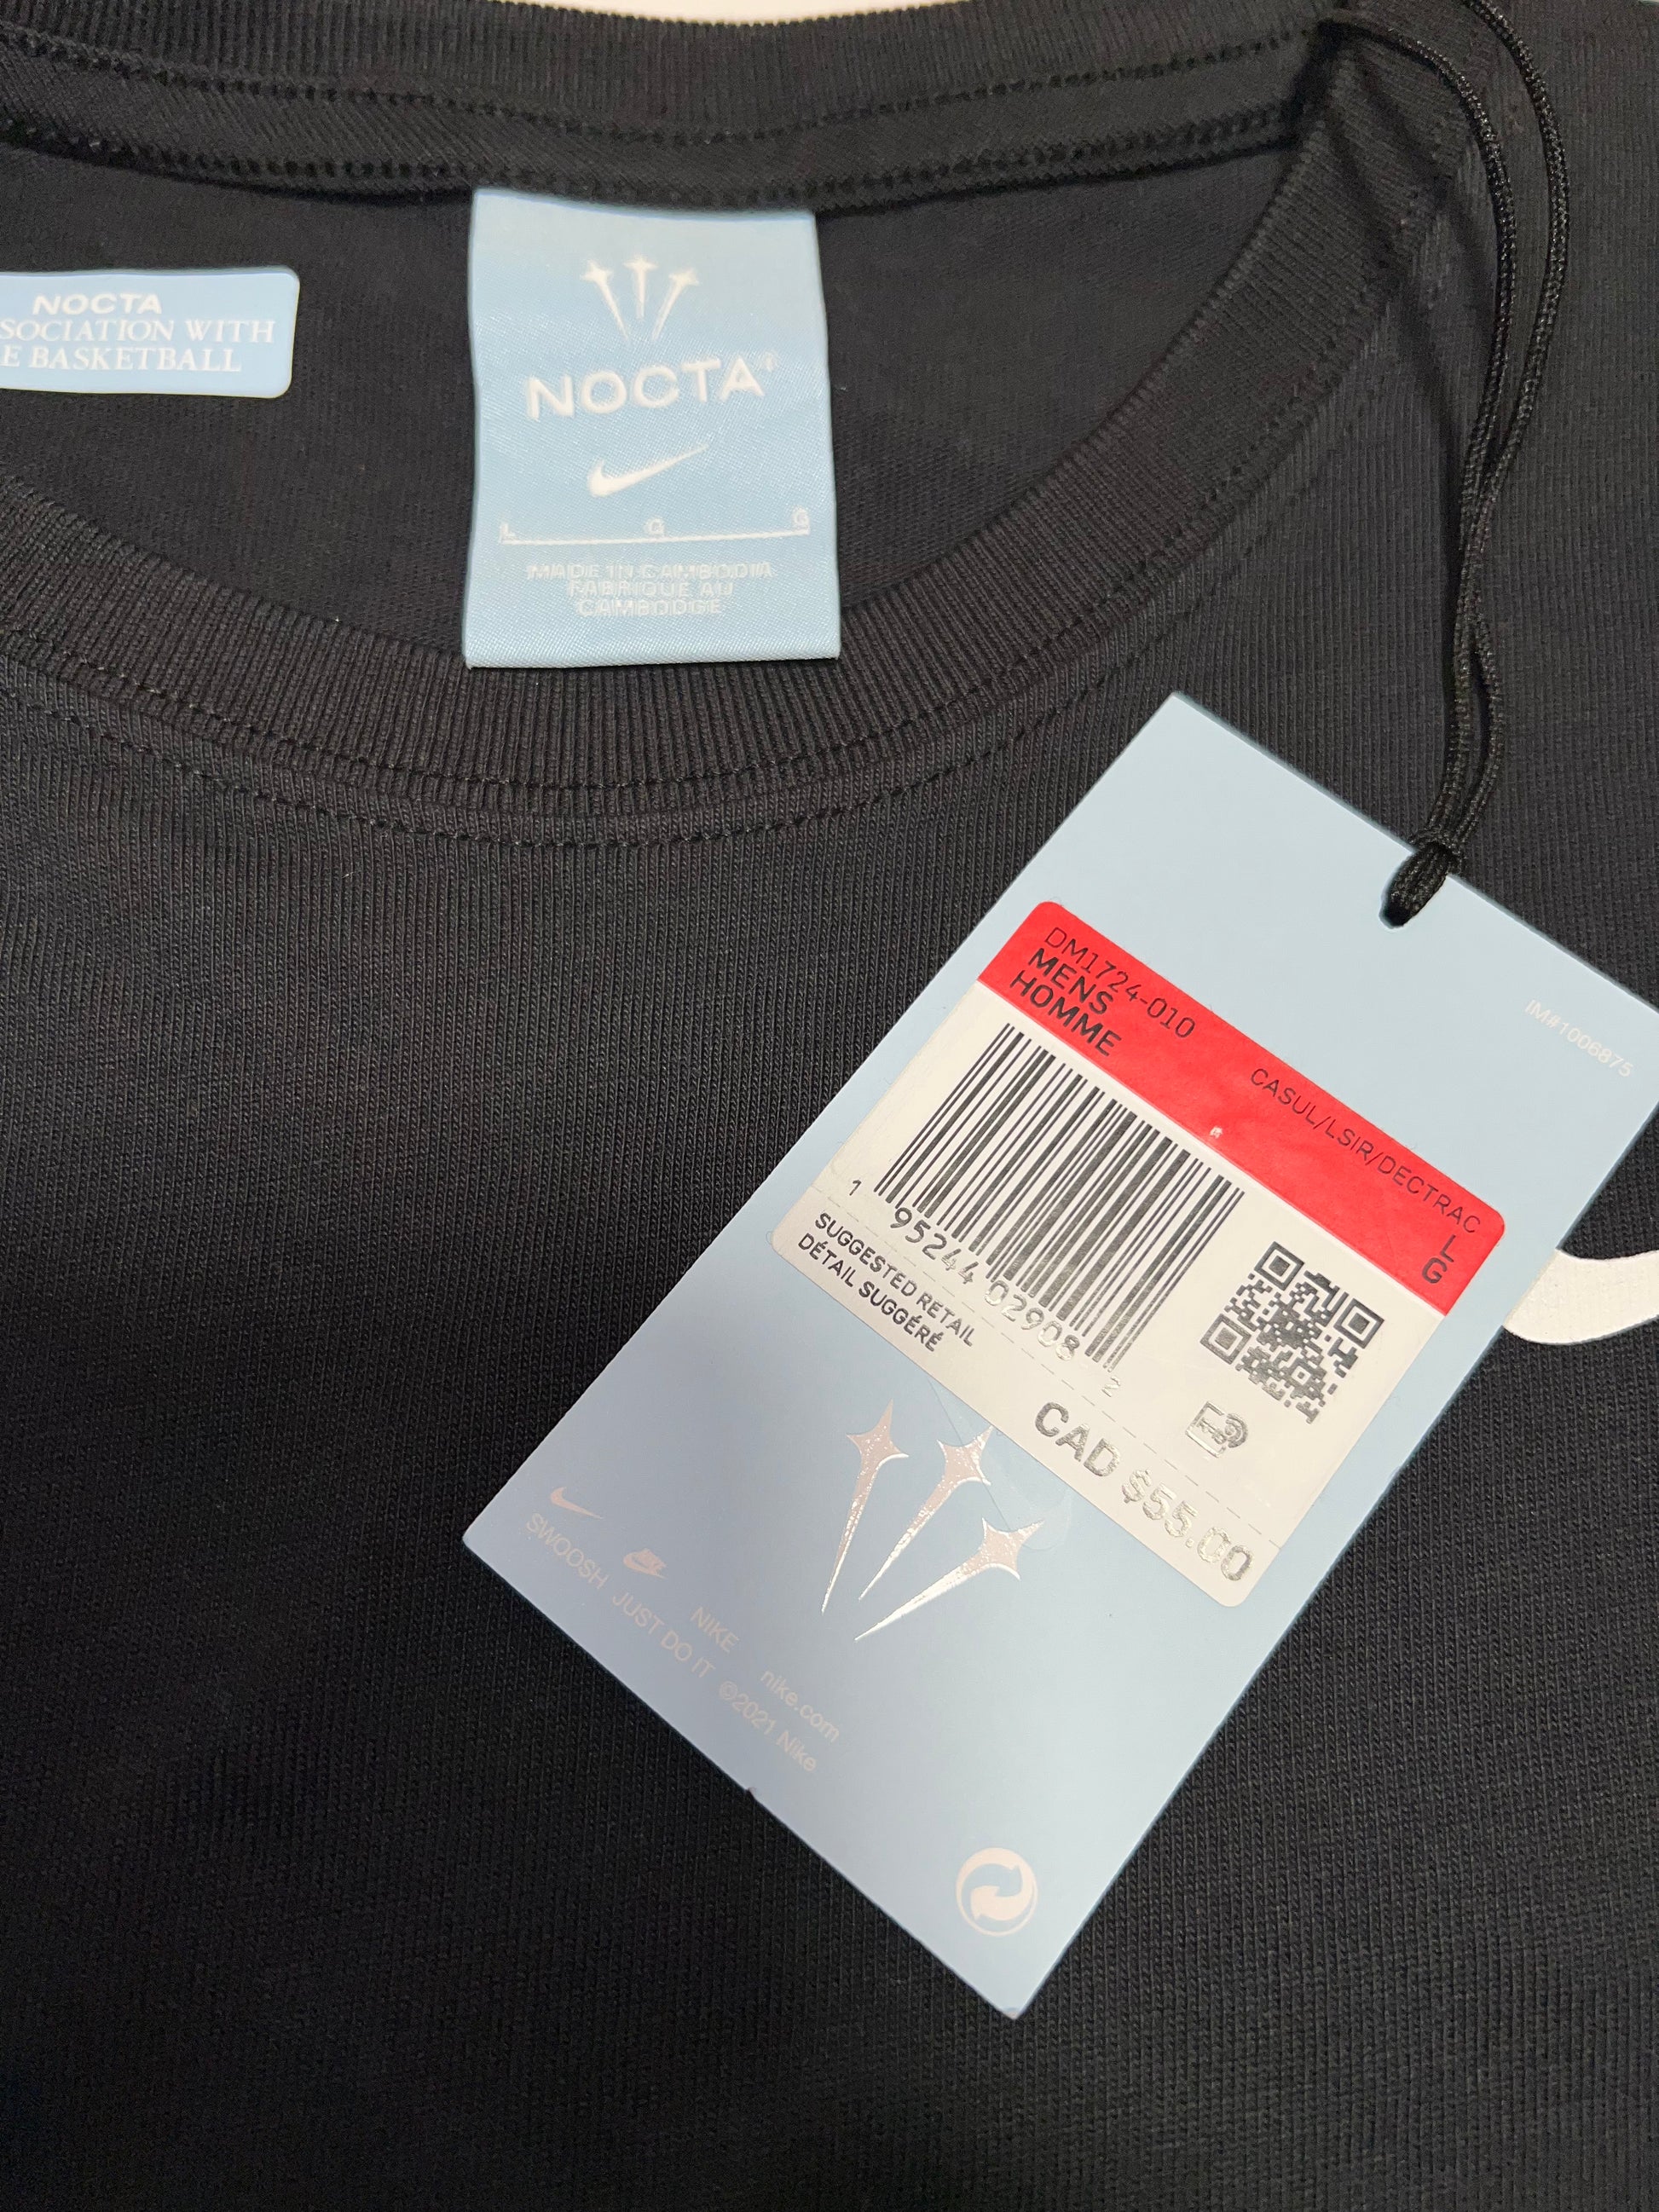 NOCTA
SOCIATION WITH
E BASKETBALL
NOCTA
L G G
MADE IN CAMBODIA
FABRIQUE AU
CAMBODGE
IM#1006875
DM1724-010
MENS
HOMME
CASUL/LSIR/DECTRAC
L
G
1 95244 02908 2
SUGGESTED RETAIL
DÉTAIL SUGGÉRÉ
CAD $55.00
SWOOSH JUST DO IT ©2021 Nike
NIKE nike.com